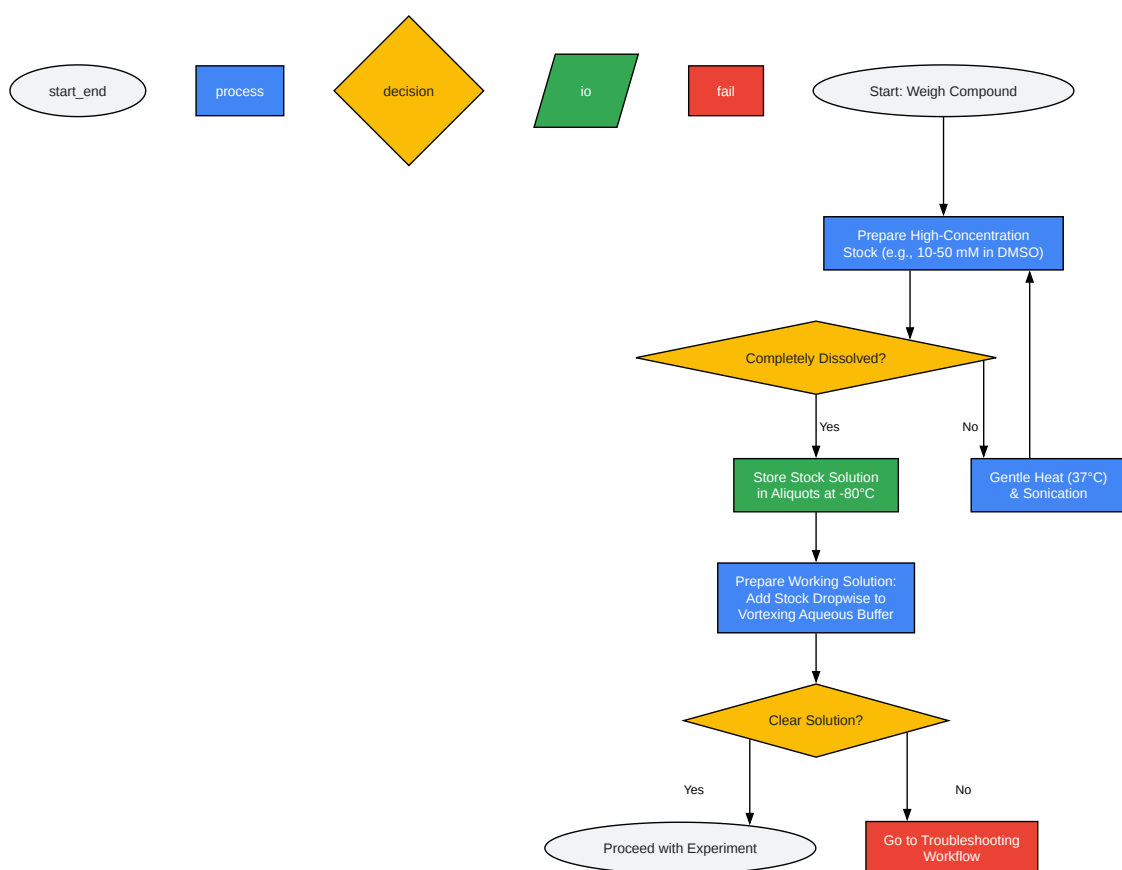 start_end
process
decision
io
fail
Start: Weigh Compound
Prepare High-Concentration
Stock (e.g., 10-50 mM in DMSO)
Completely Dissolved?
Yes
No
Store Stock Solution
in Aliquots at -80°C
Gentle Heat (37°C)
& Sonication
Prepare Working Solution:
Add Stock Dropwise to
Vortexing Aqueous Buffer
Clear Solution?
Yes
No
Proceed with Experiment
Go to Troubleshooting
Workflow